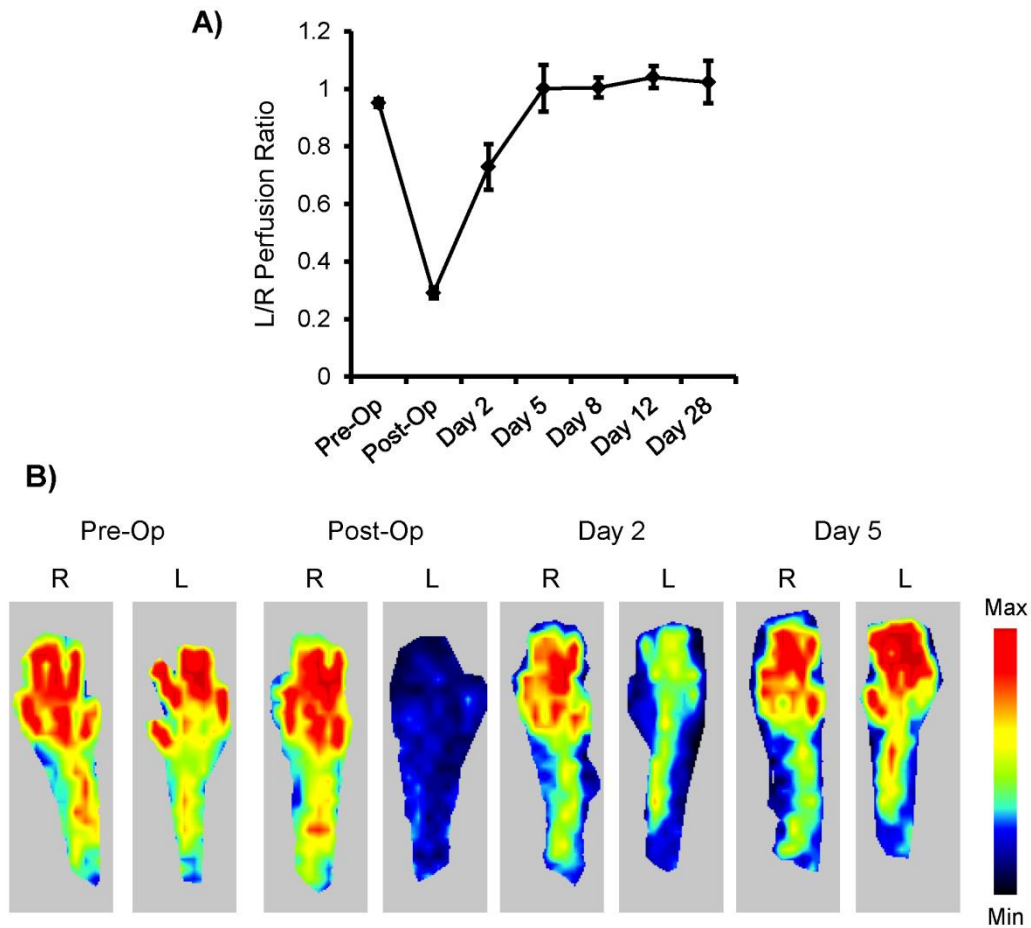 A)
1.2
1
0.8
0.6
0.4
0.2
0
L/R Perfusion Ratio
Pre-Op Post-Op Day 2 Day 5 Day 8 Day 12 Day 28
B)
Pre-Op Post-Op Day 2 Day 5
R L R L R L R L
Max
Min